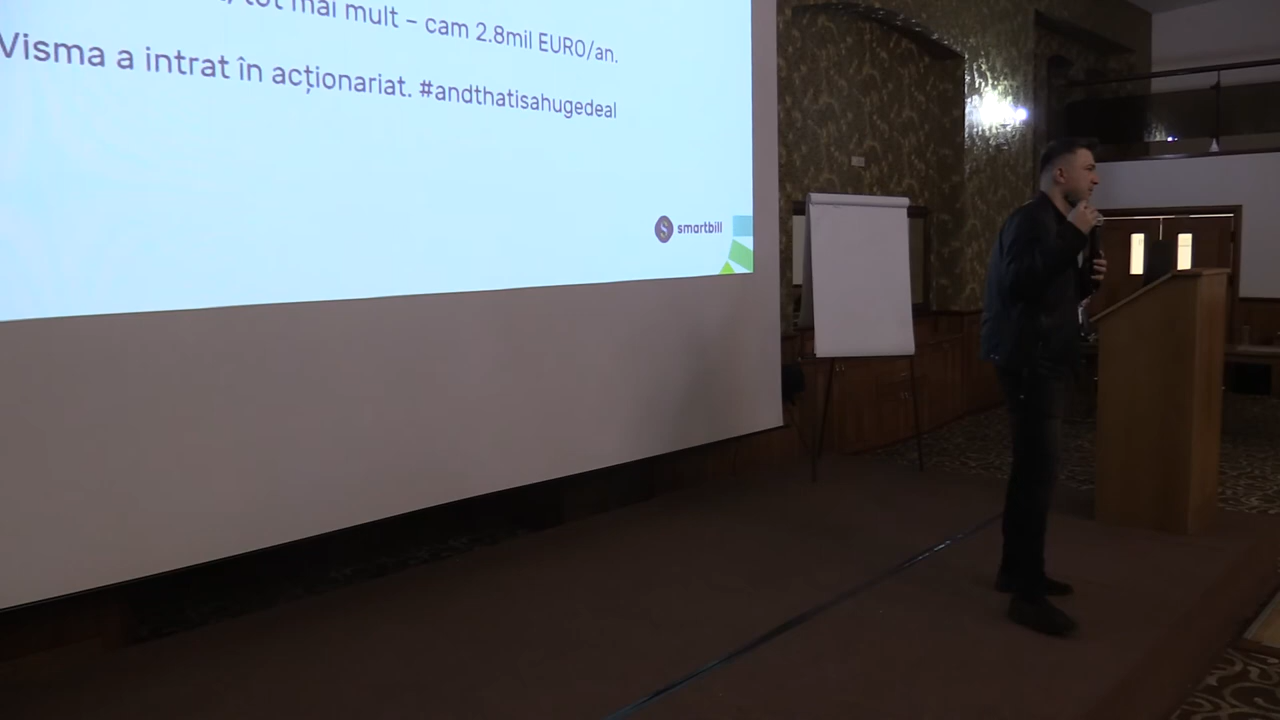 tot mai mult – cam 2.8mil EURO/an.
Visma a intrat în acționariat. #andthatisahugedeal
smartbill